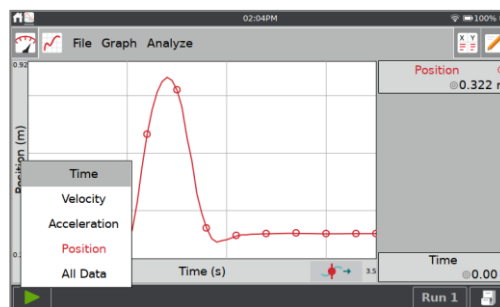 02:04PM
100%
File Graph Analyze
X Y
0.92
Position
0.322
Position (m)
Time
Velocity
Acceleration
Position
All Data
Time (s)
3.5
Time
0.00
Run 1